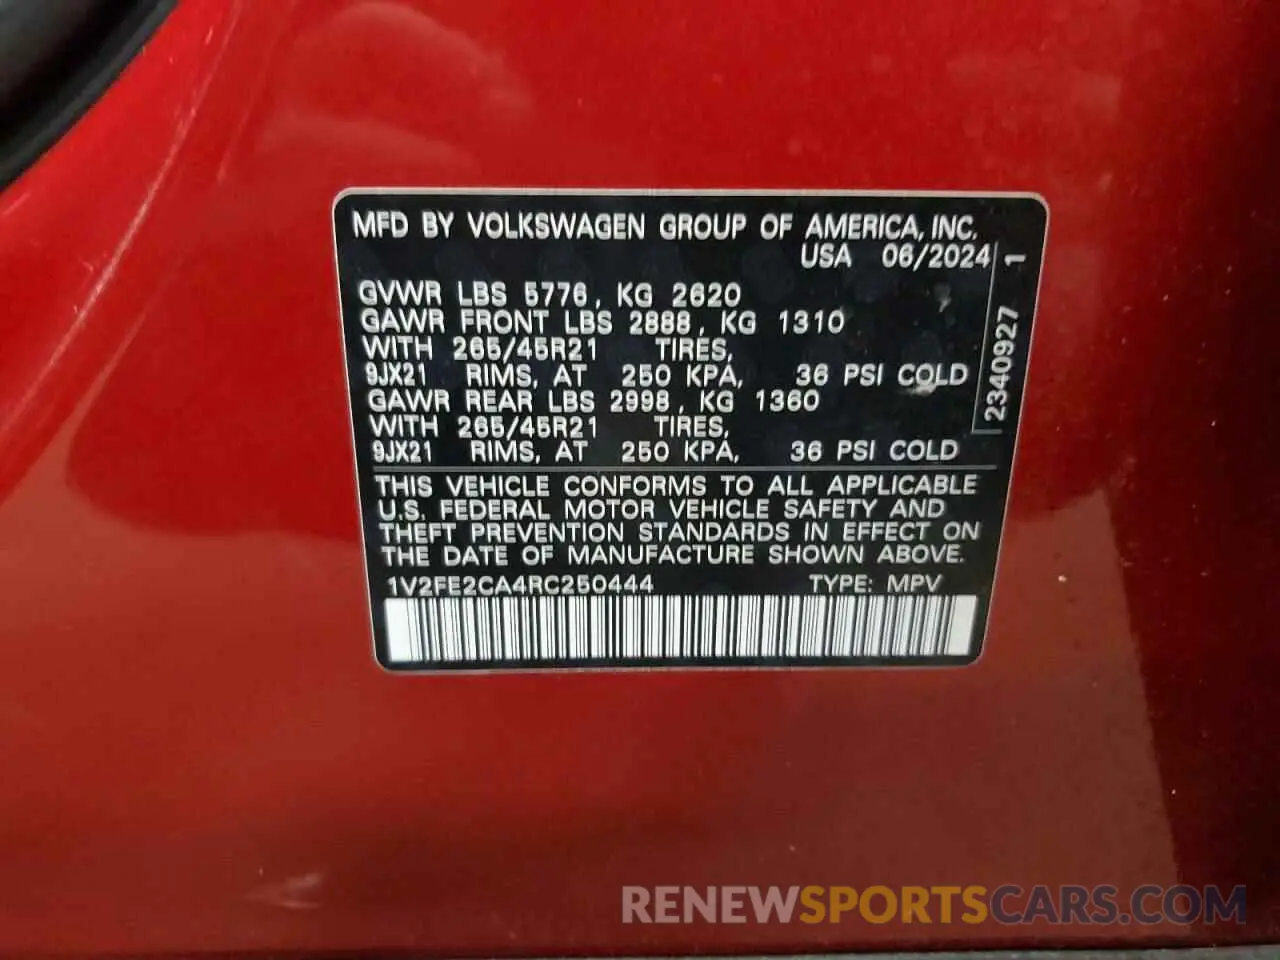 MFD BY VOLKSWAGEN GROUP OF AMERICA, INC.
USA 06/2024
GVWR LBS 5776, KG 2620
GAWR FRONT LBS 2888, KG 1310
WITH 265/45R21 TIRES,
9JX21 RIMS, AT 250 KPA, 36 PSI COLD
GAWR REAR LBS 2998, KG 1360
WITH 265/45R21 TIRES,
9JX21 RIMS, AT 250 KPA, 36 PSI COLD
2340927 1
THIS VEHICLE CONFORMS TO ALL APPLICABLE
U.S. FEDERAL MOTOR VEHICLE SAFETY AND
THEFT PREVENTION STANDARDS IN EFFECT ON
THE DATE OF MANUFACTURE SHOWN ABOVE.
1V2FE2CA4RC250444 TYPE: MPV
RENEWSPORTSCARS.COM